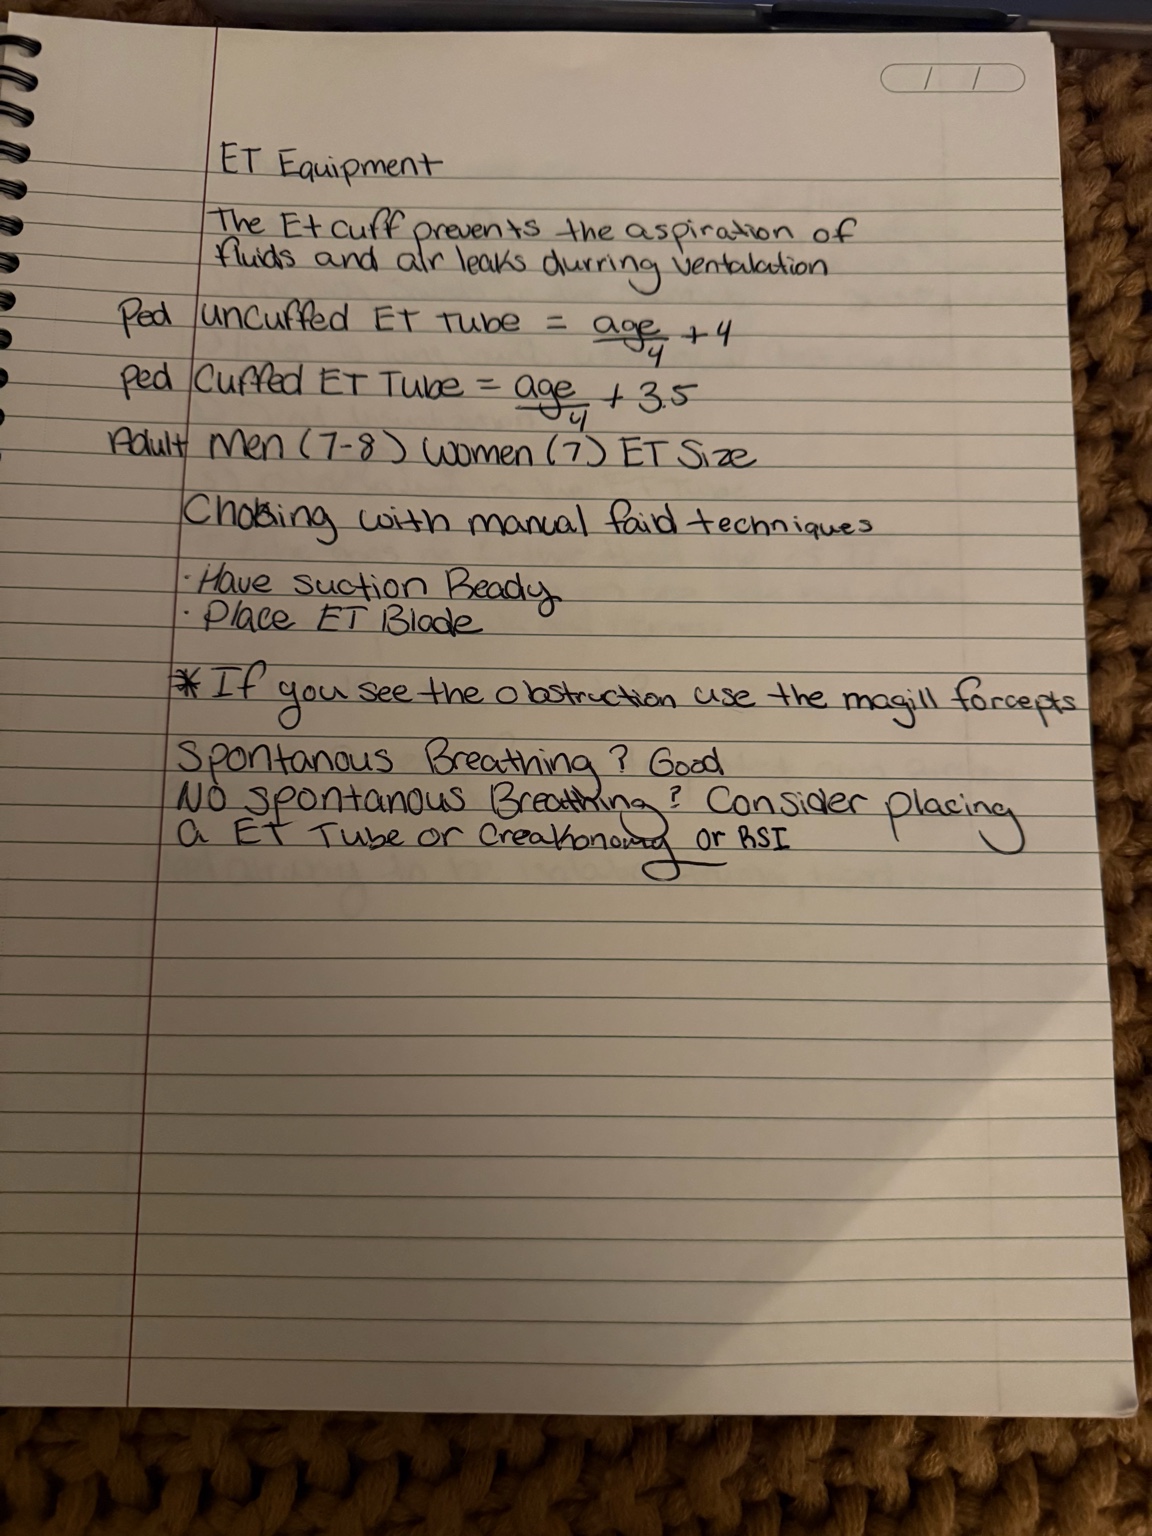 ET Equipment
The Et cuff prevents the aspiration of
fluids and air leaks durring ventalation
Ped uncuffed ET Tube = age/4 + 4
ped Cuffed ET Tube = age/4 + 3.5
Adult Men (7-8) Women (7) ET Size
Choking with manual faid techniques
· Have suction Ready
· Place ET Blade
* If you see the obstruction use the magill forcepts
Spontanous Breathing? Good
No spontanous Breathing? Consider placing
a ET Tube or or RSI